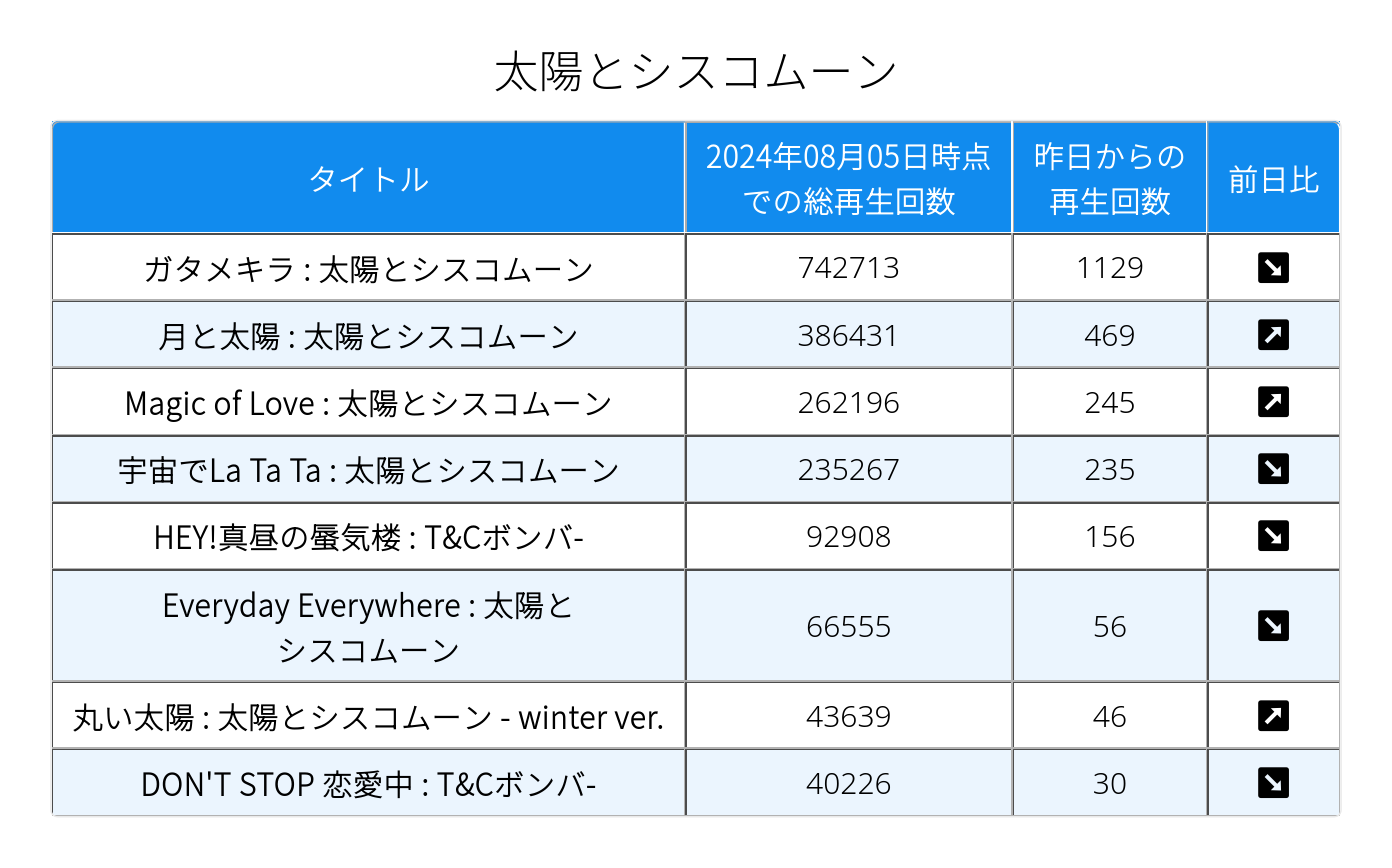 太陽とシスコムーン
タイトル
2024年08月05日時点
での総再生回数
昨日からの
再生回数
前日比
ガタメキラ : 太陽とシスコムーン 742713 1129
月と太陽 : 太陽とシスコムーン 386431 469
Magic of Love : 太陽とシスコムーン 262196 245
宇宙でLa Ta Ta : 太陽とシスコムーン 235267 235
HEY!真昼の蜃気楼 : T&Cボンバ- 92908 156
Everyday Everywhere : 太陽と
シスコムーン 66555 56
丸い太陽 : 太陽とシスコムーン - winter ver. 43639 46
DON'T STOP 恋愛中 : T&Cボンバ- 40226 30